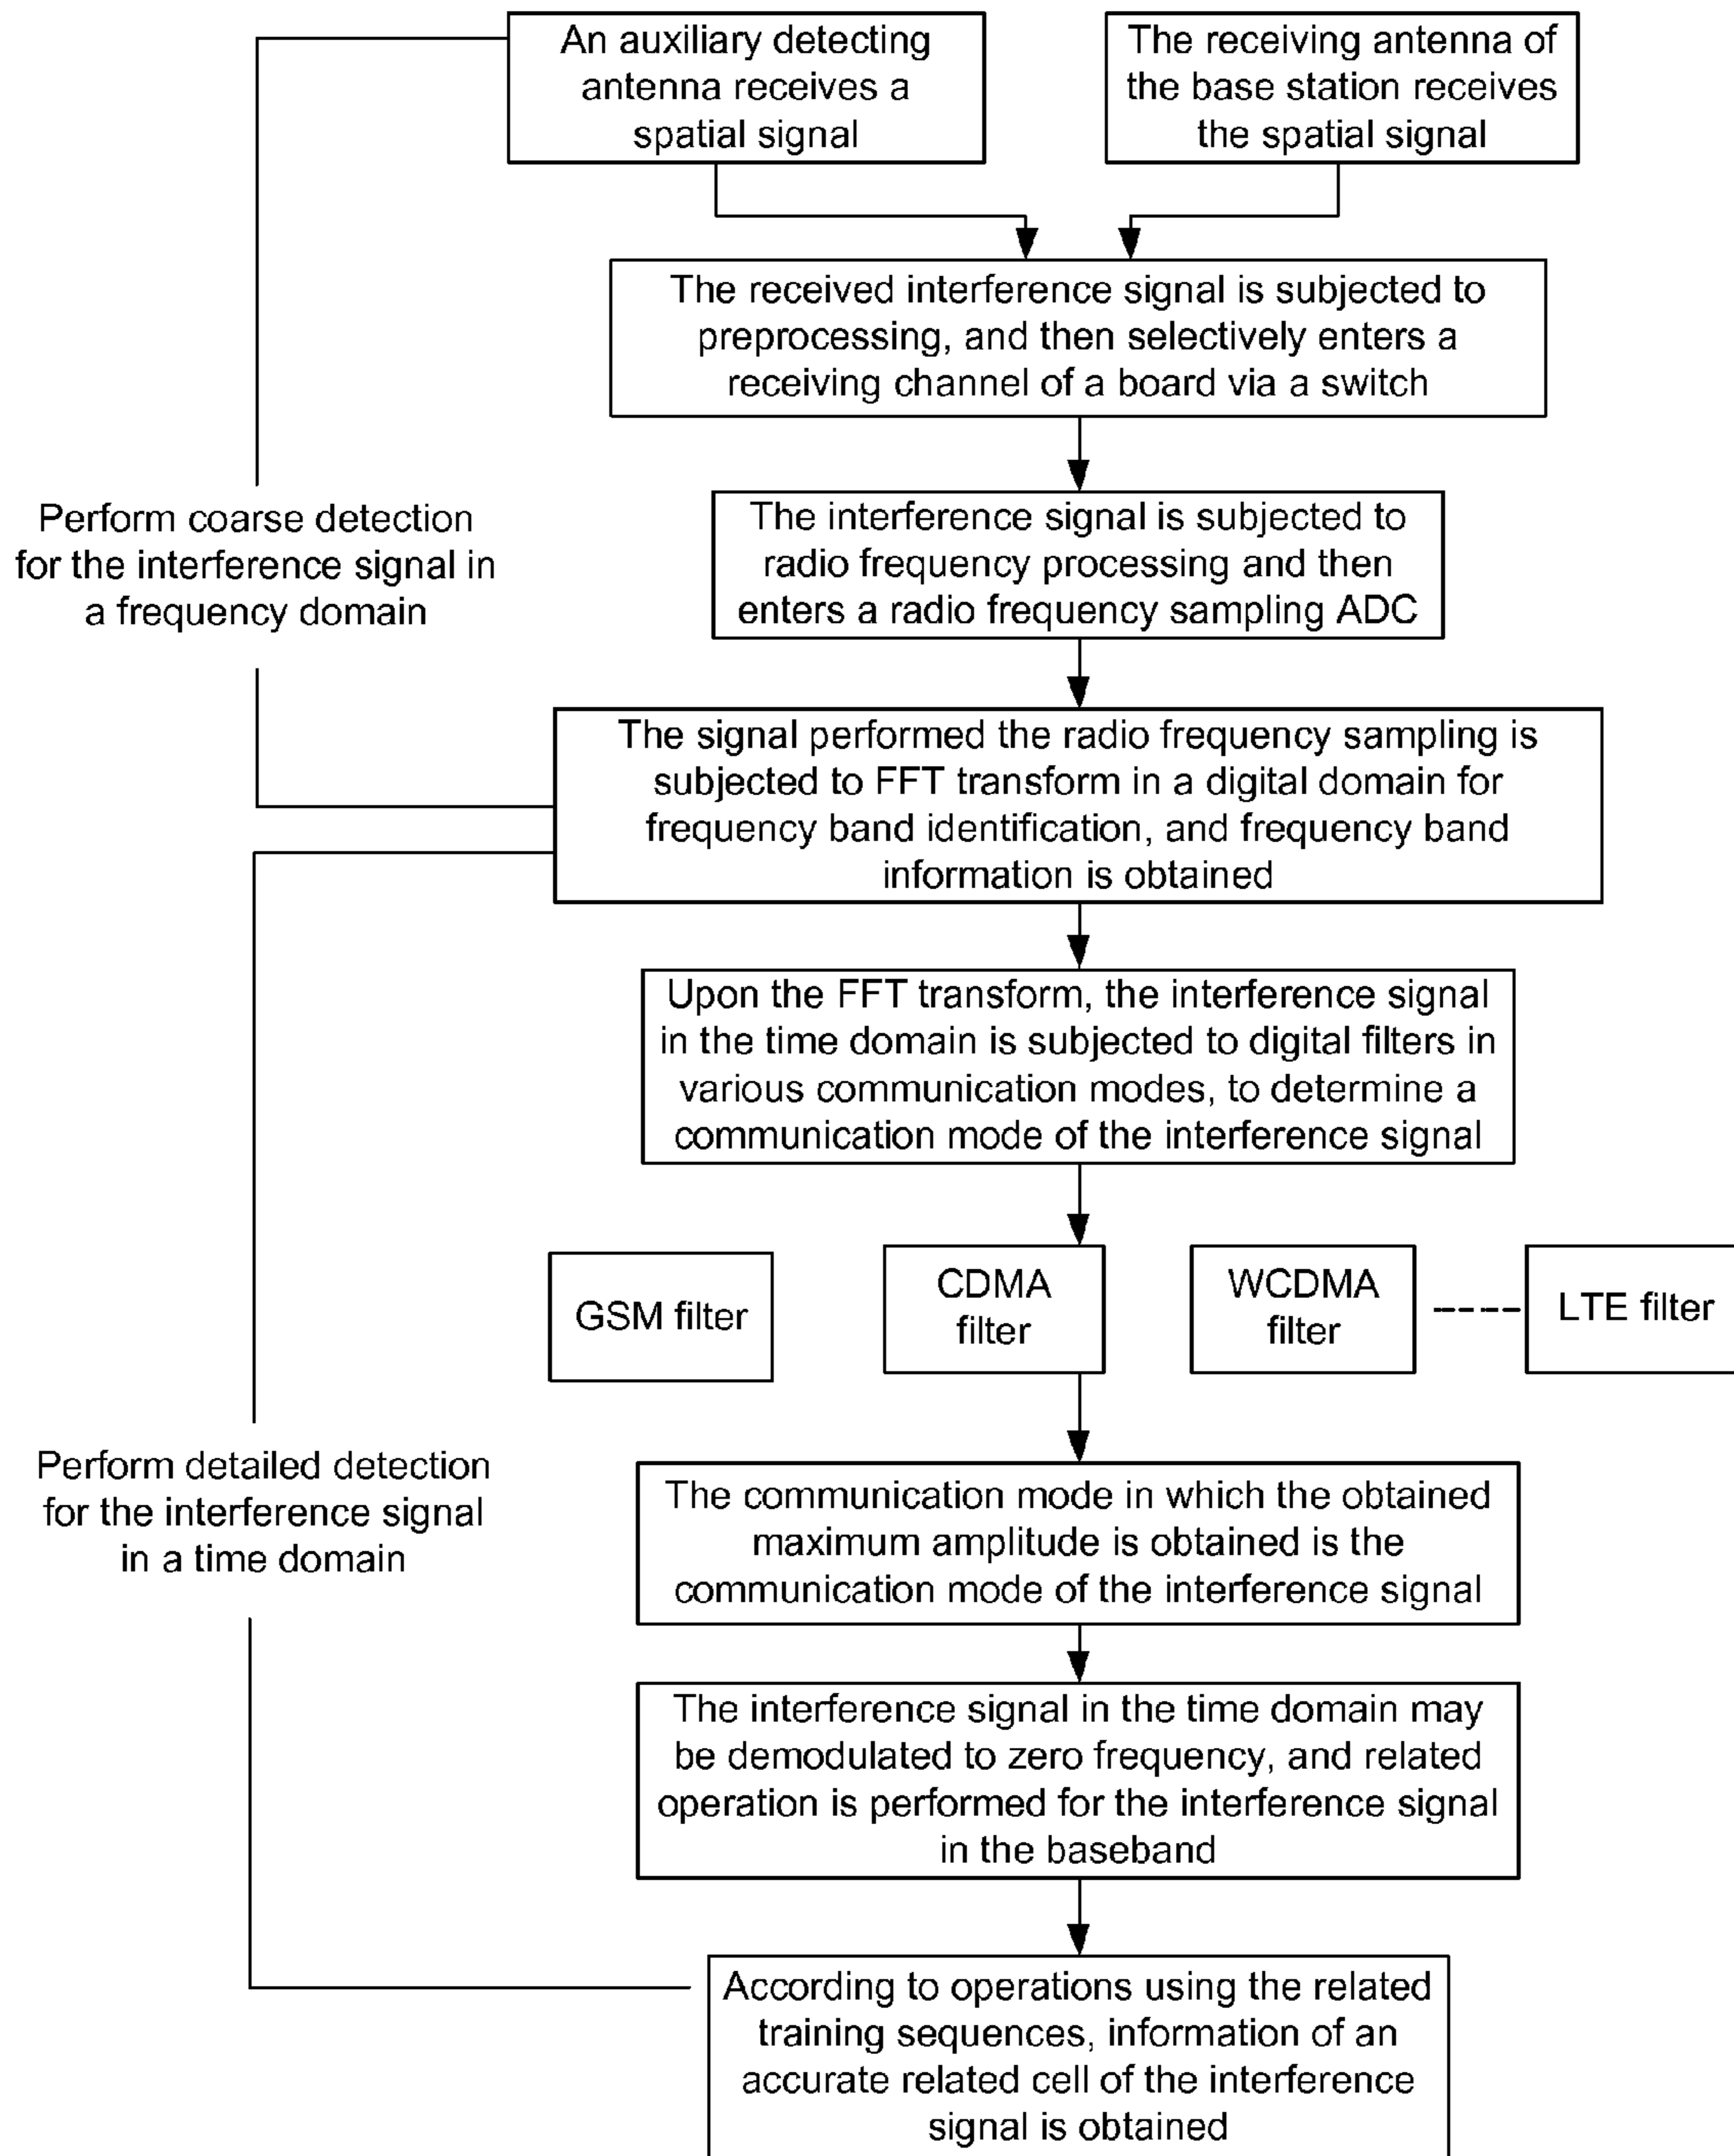 An auxiliary detecting
antenna receives a
spatial signal
The receiving antenna of
the base station receives
the spatial signal
The received interference signal is subjected to
preprocessing, and then selectively enters a
receiving channel of a board via a switch
Perform coarse detection
for the interference signal in
a frequency domain
The interference signal is subjected to
radio frequency processing and then
enters a radio frequency sampling ADC
The signal performed the radio frequency sampling is
subjected to FFT transform in a digital domain for
frequency band identification, and frequency band
information is obtained
Upon the FFT transform, the interference signal
in the time domain is subjected to digital filters in
various communication modes, to determine a
communication mode of the interference signal
GSM filter
CDMA
filter
WCDMA
filter
LTE filter
Perform detailed detection
for the interference signal
in a time domain
The communication mode in which the obtained
maximum amplitude is obtained is the
communication mode of the interference signal
The interference signal in the time domain may
be demodulated to zero frequency, and related
operation is performed for the interference signal
in the baseband
According to operations using the related
training sequences, information of an
accurate related cell of the interference
signal is obtained